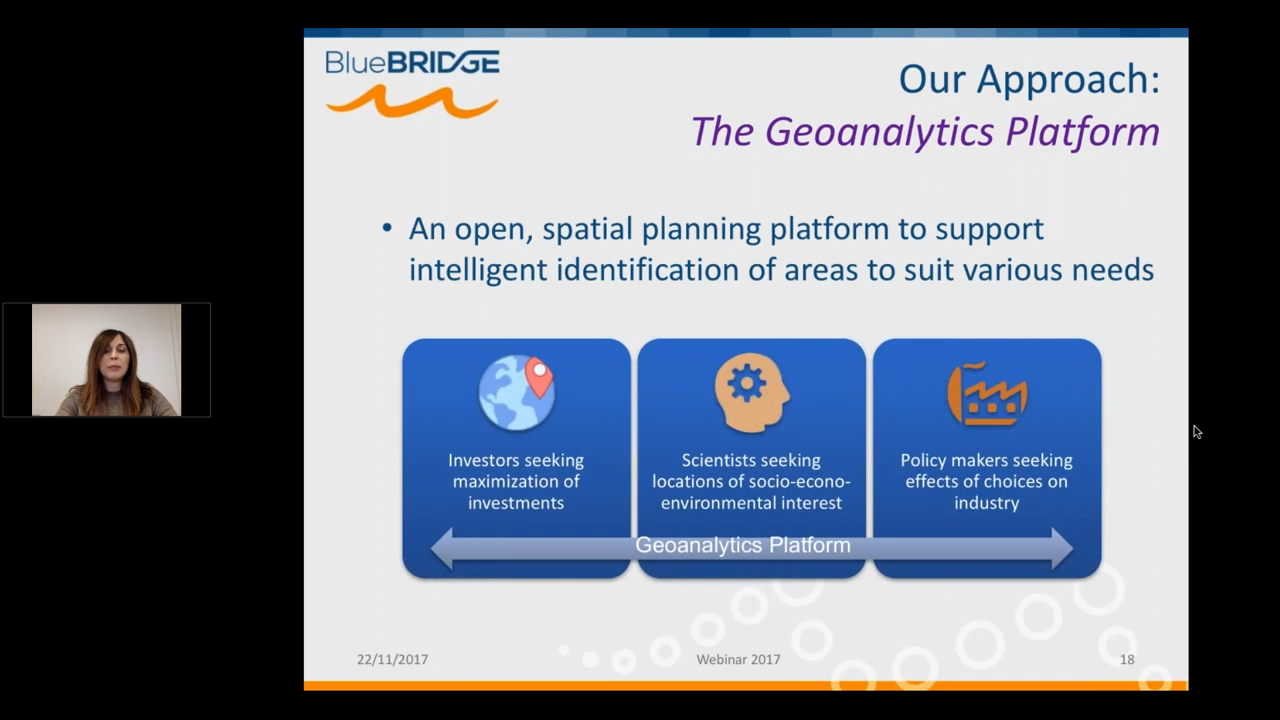 BlueBRIDGE
Our Approach:
The Geoanalytics Platform
• An open, spatial planning platform to support
intelligent identification of areas to suit various needs
Investors seeking
maximization of
investments
Scientists seeking
locations of socio-econo-
environmental interest
Policy makers seeking
effects of choices on
industry
Geoanalytics Platform
22/11/2017
Webinar 2017
18